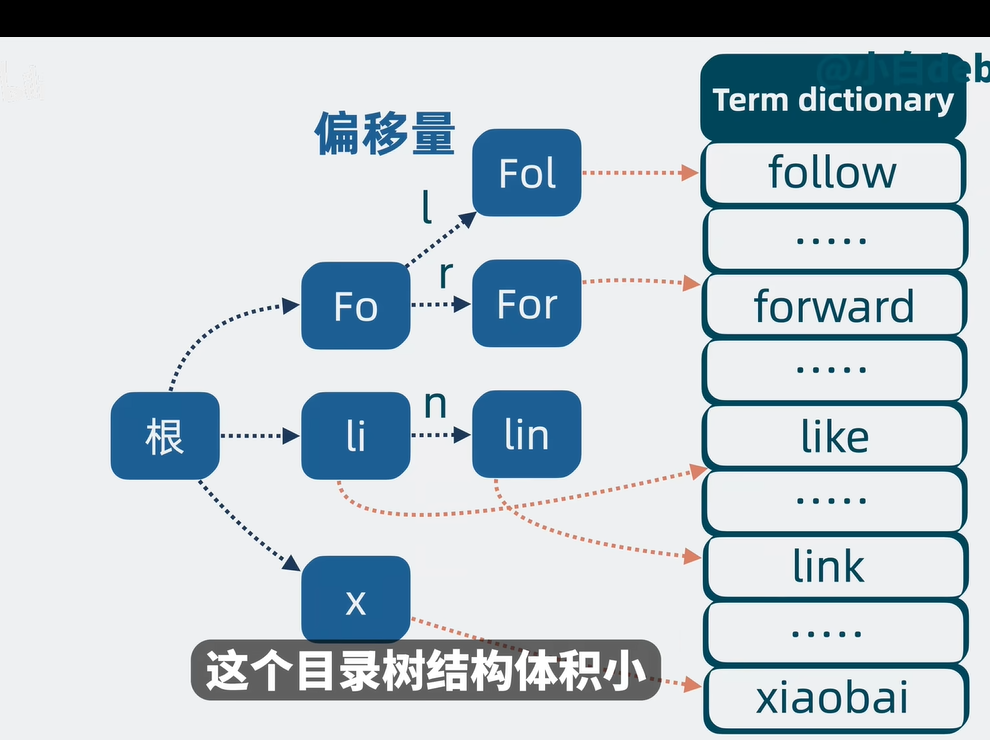 @小白deb
Term dictionary
偏移量
Fol
follow
l
.....
r
Fo
For
forward
.....
n
根
li
lin
like
.....
link
x
.....
这个目录树结构体积小
xiaobai